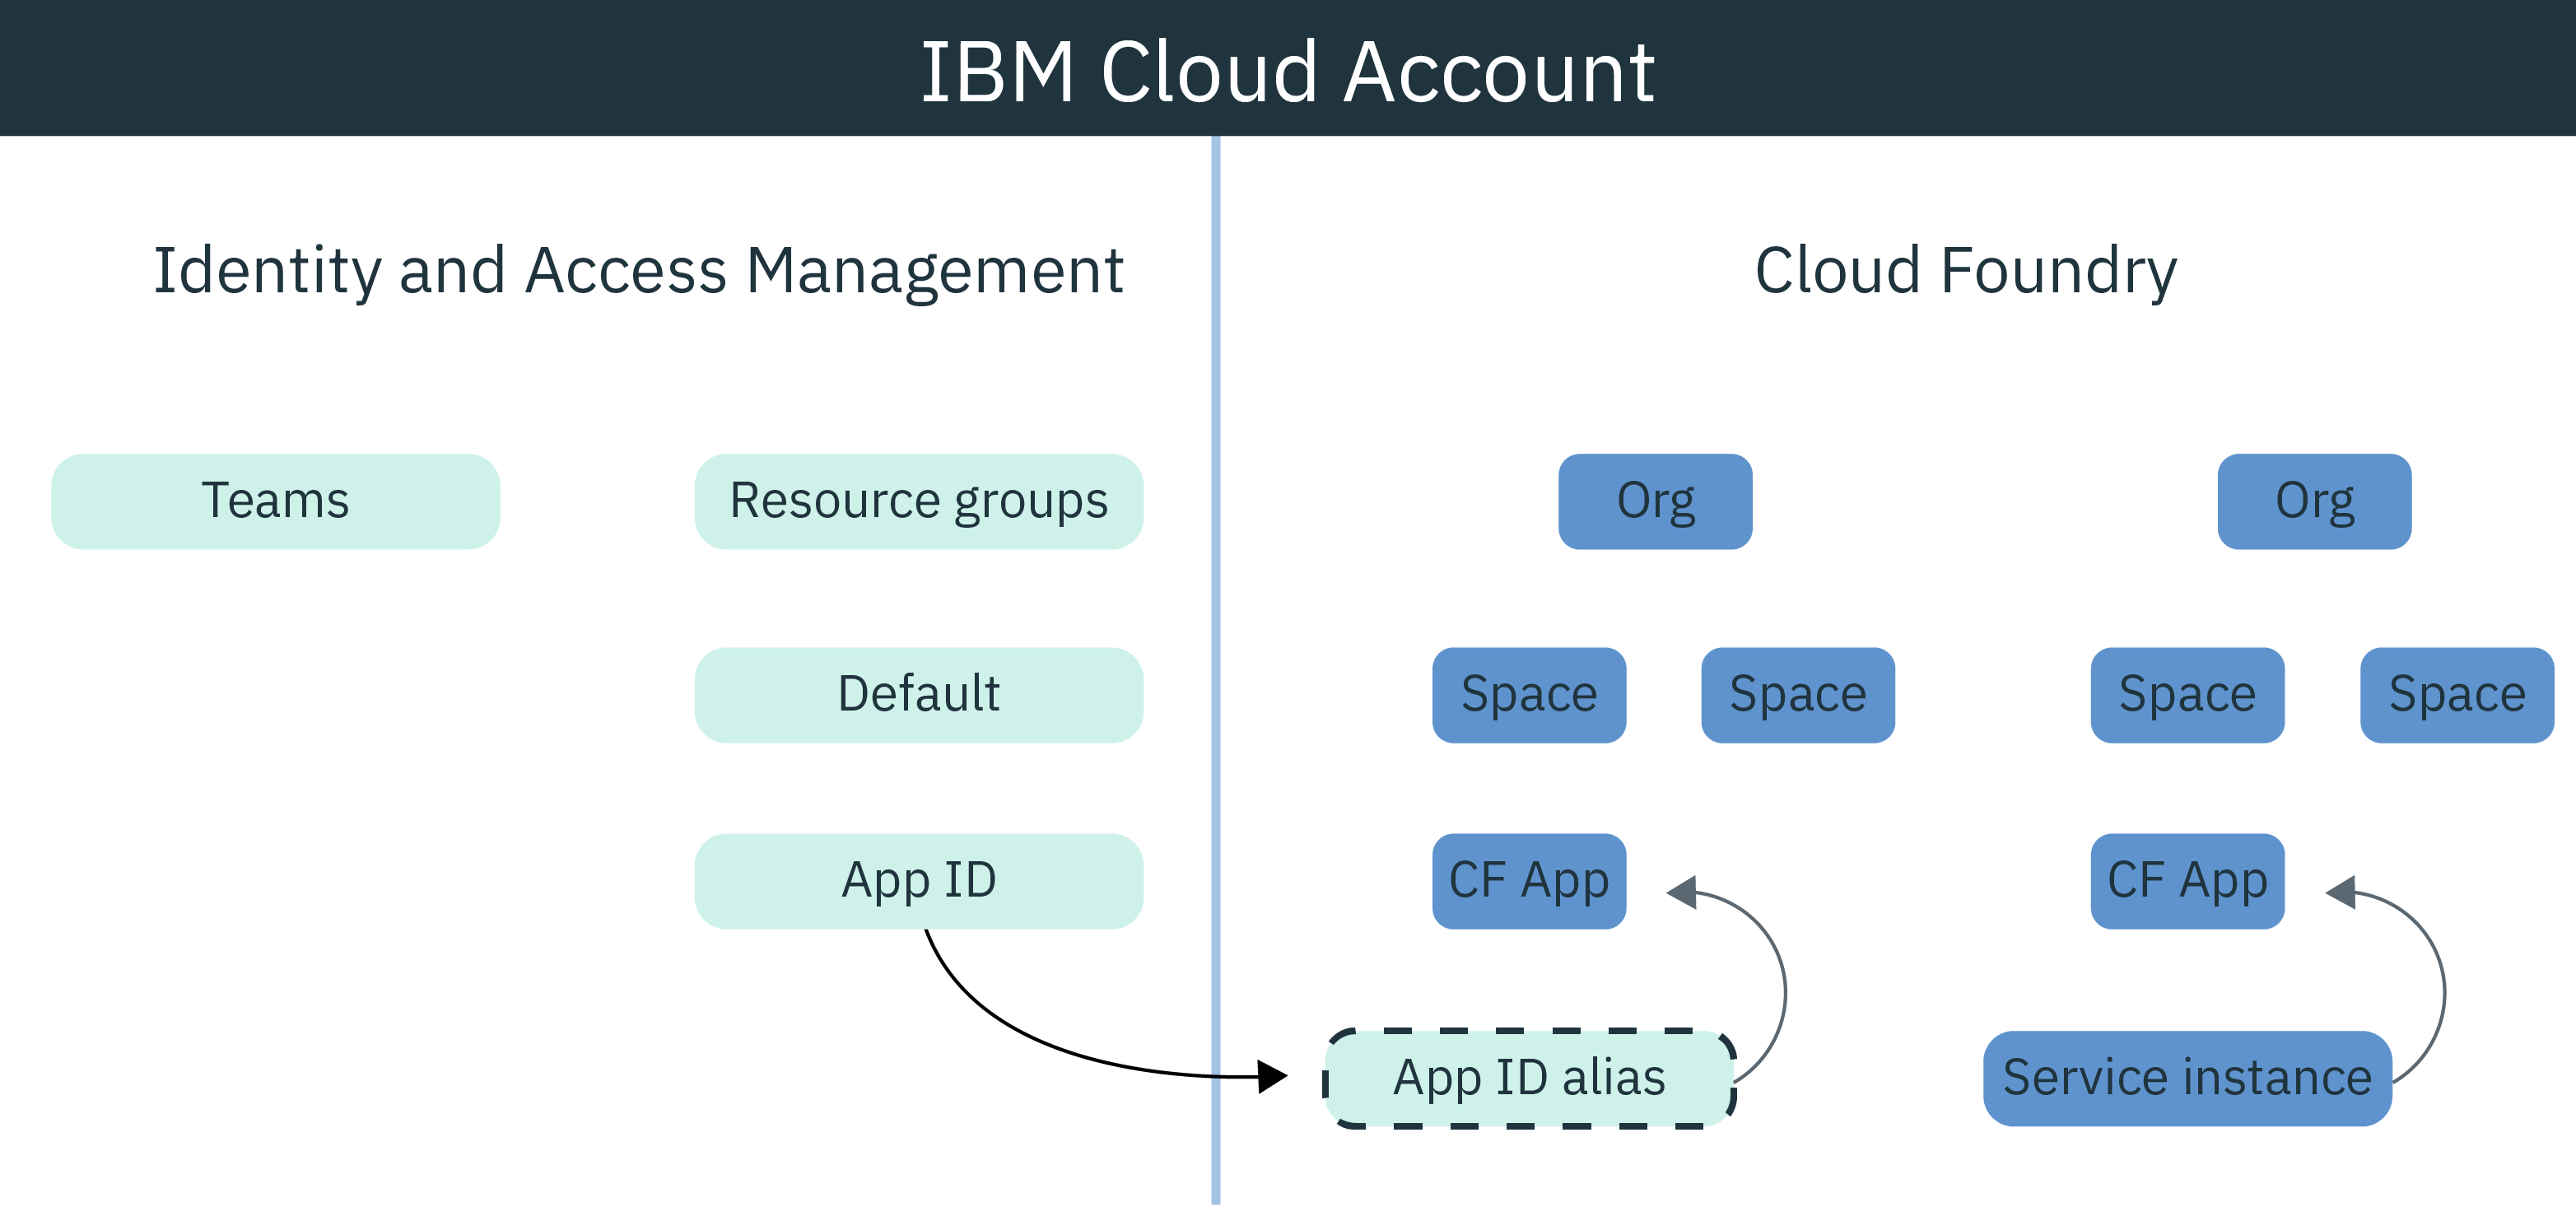 IBM Cloud Account
Identity and Access Management
Cloud Foundry
Teams
Resource groups
Org
Org
Default
Space
Space
Space
Space
App ID
CF App
CF App
App ID alias
Service instance